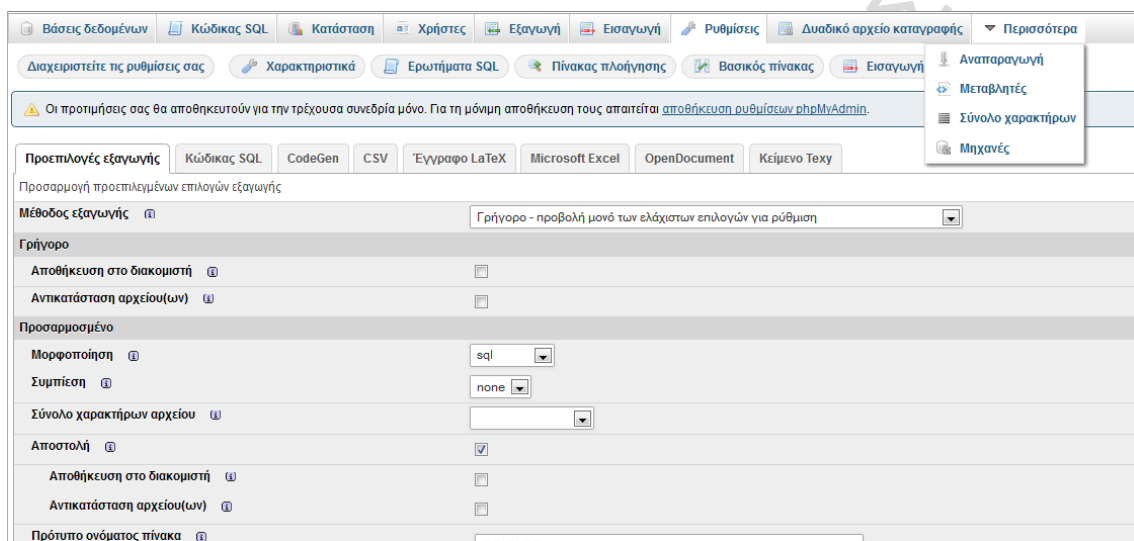 Βάσεις δεδομένων Κώδικας SQL Κατάσταση Χρήστες Εξαγωγή Εισαγωγή Ρυθμίσεις Δυαδικό αρχείο καταγραφής Περισσότερα
Διαχειριστείτε τις ρυθμίσεις σας Χαρακτηριστικά Ερωτήματα SQL Πίνακας πλοήγησης Βασικός πίνακας Εισαγωγή
Αναπαραγωγή
Μεταβλητές
Σύνολο χαρακτήρων
Μηχανές
Οι προτιμήσεις σας θα αποθηκευτούν για την τρέχουσα συνεδρία μόνο. Για τη μόνιμη αποθήκευση τους απαιτείται αποθήκευση ρυθμίσεων phpMyAdmin.
Προεπιλογές εξαγωγής Κώδικας SQL CodeGen CSV Έγγραφο LaTeX Microsoft Excel OpenDocument Κείμενο Texy
Προσαρμογή προεπιλεγμένων επιλογών εξαγωγής
Μέθοδος εξαγωγής Γρήγορο - προβολή μονό των ελάχιστων επιλογών για ρύθμιση
Γρήγορο
Αποθήκευση στο διακομιστή
Αντικατάσταση αρχείου(ων)
Προσαρμοσμένο
Μορφοποίηση sql
Συμπίεση none
Σύνολο χαρακτήρων αρχείου
Αποστολή
Αποθήκευση στο διακομιστή
Αντικατάσταση αρχείου(ων)
Πρότυπο ονόματος πίνακα